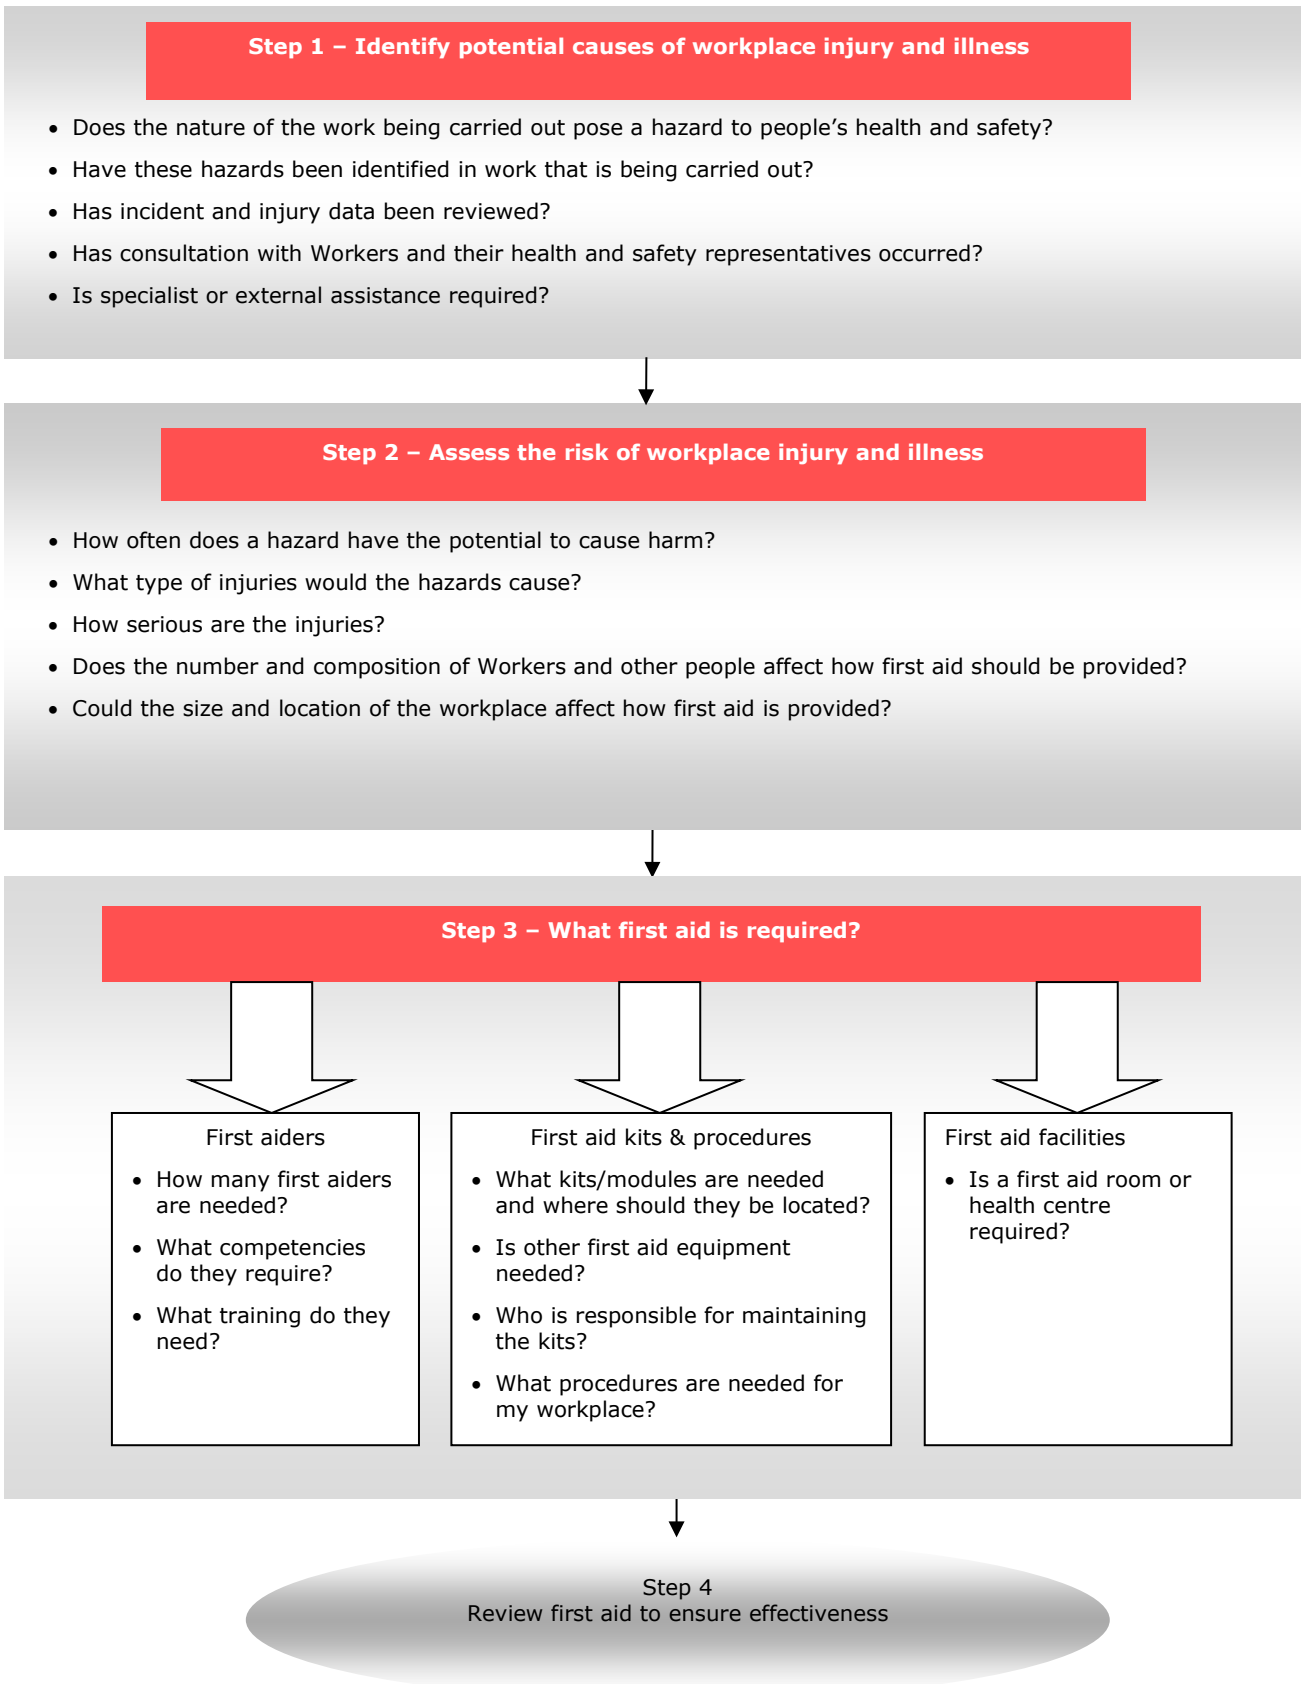 Step 1 – Identify potential causes of workplace injury and illness
• Does the nature of the work being carried out pose a hazard to people’s health and safety?
• Have these hazards been identified in work that is being carried out?
• Has incident and injury data been reviewed?
• Has consultation with Workers and their health and safety representatives occurred?
• Is specialist or external assistance required?
Step 2 – Assess the risk of workplace injury and illness
• How often does a hazard have the potential to cause harm?
• What type of injuries would the hazards cause?
• How serious are the injuries?
• Does the number and composition of Workers and other people affect how first aid should be provided?
• Could the size and location of the workplace affect how first aid is provided?
Step 3 – What first aid is required?
First aiders
• How many first aiders
are needed?
• What competencies
do they require?
• What training do they
need?
First aid kits & procedures
• What kits/modules are needed
and where should they be located?
• Is other first aid equipment
needed?
• Who is responsible for maintaining
the kits?
• What procedures are needed for
my workplace?
First aid facilities
• Is a first aid room or
health centre
required?
Step 4
Review first aid to ensure effectiveness